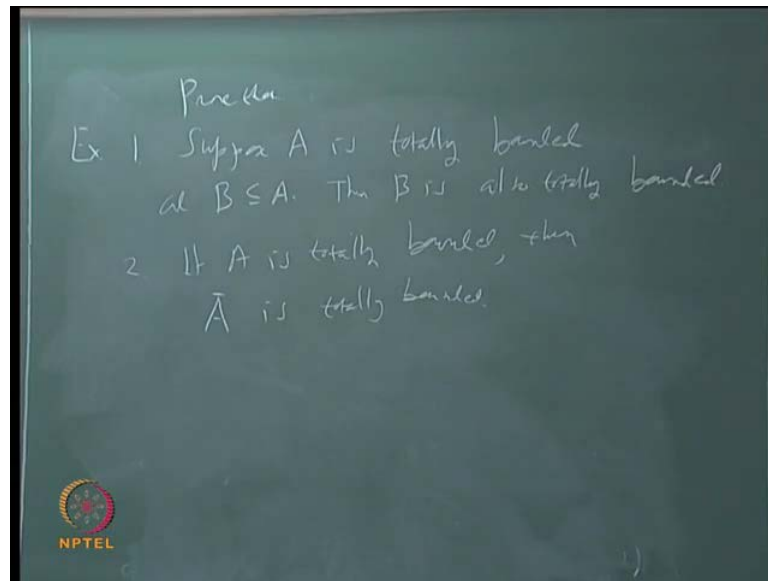 Prove that
Ex. 1. Suppose A is totally bounded
and B ⊆ A. Then B is also totally bounded
2. If A is totally bounded, then
Ā is totally bounded.
NPTEL